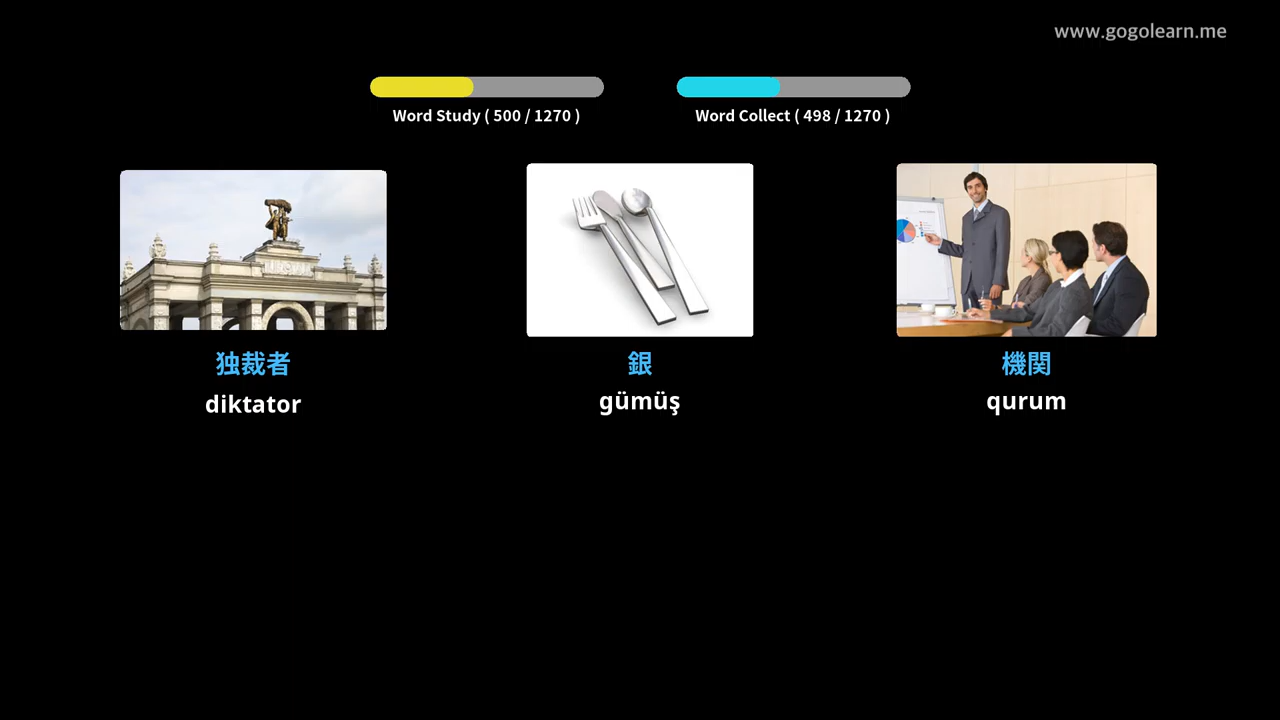 www.gogolearn.me
Word Study ( 500 / 1270 )
Word Collect ( 498 / 1270 )
独裁者
銀
機関
diktator
gümüş
qurum